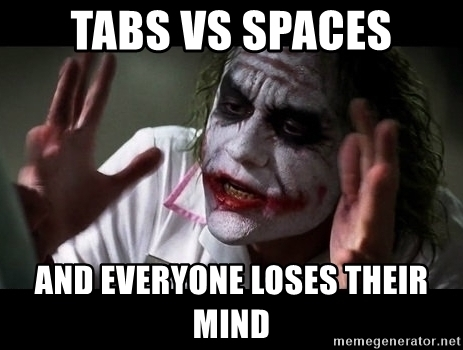 TABS VS SPACES
AND EVERYONE LOSES THEIR
MIND
memegenerator.net